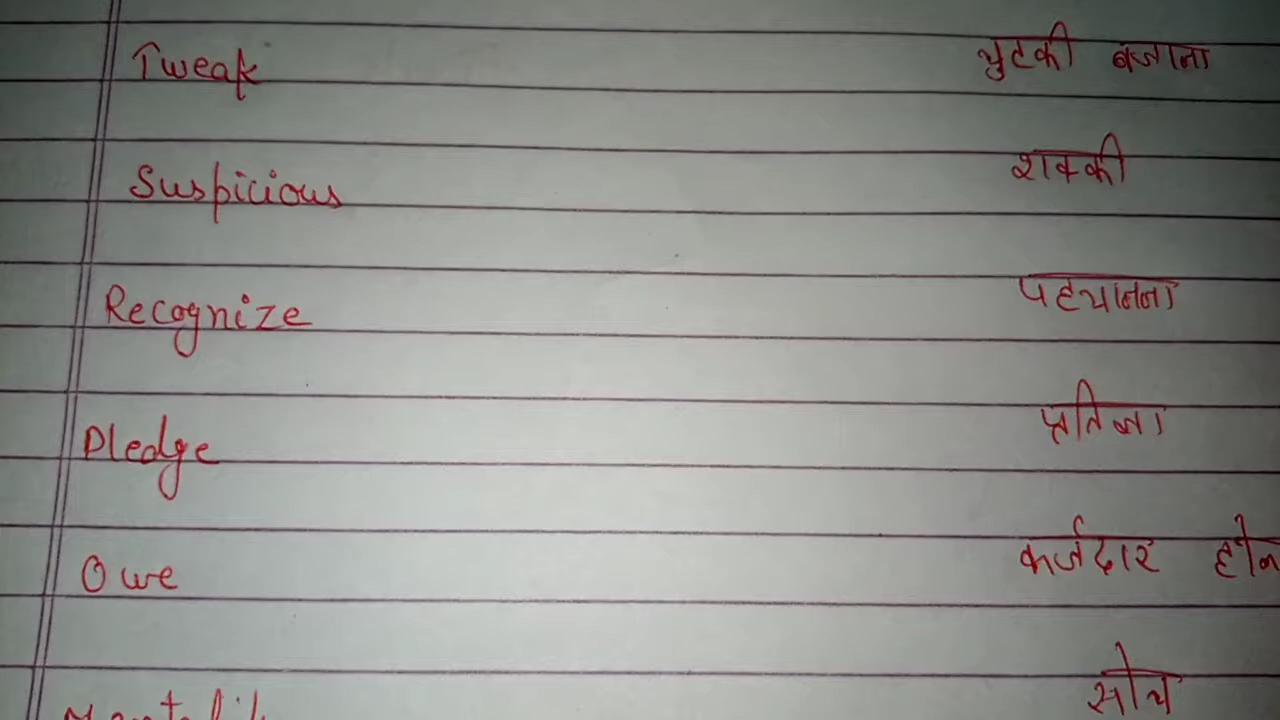 Tweak चुटकी बजाना
Suspicious शक्की
Recognize पहचानना
Pledge प्रतिज्ञा
Owe कर्जदार होन
सोच